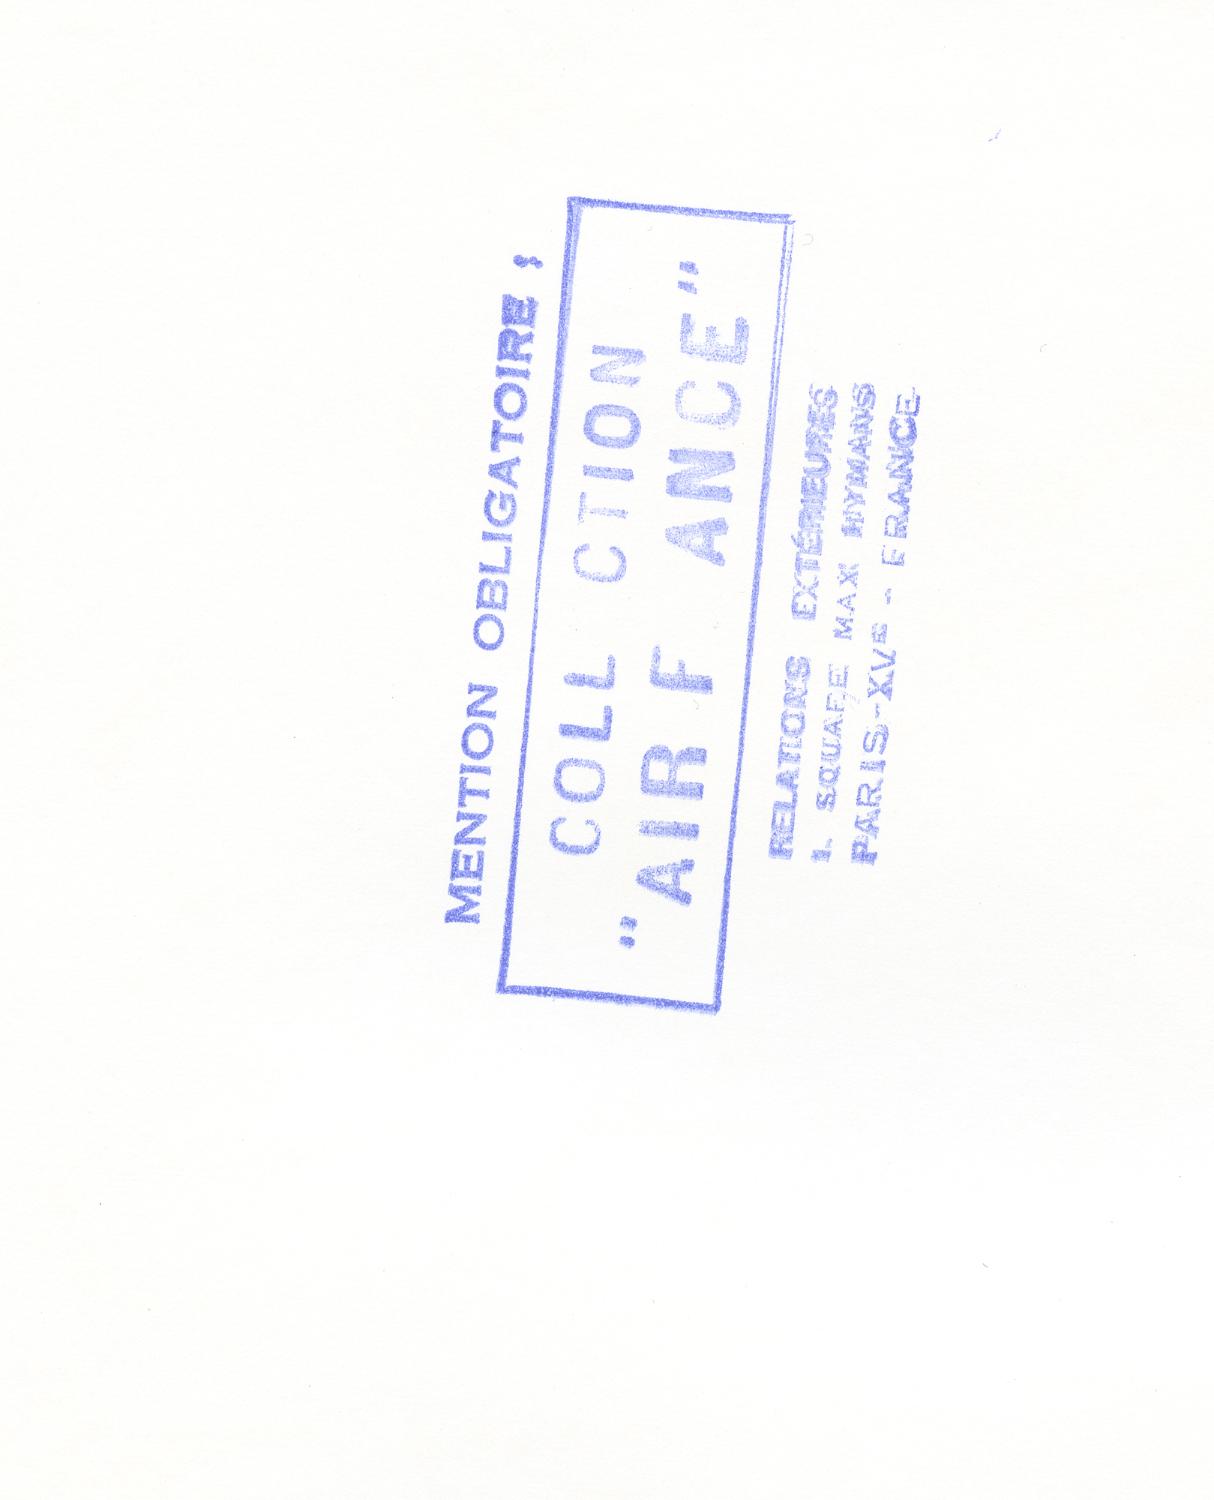 MENTION OBLIGATOIRE :
COLL CTION
"AIR F ANCE"
RELATIONS EXTÉRIEURES
1. SQUARE MAX HYMANS
PARIS-XVE - FRANCE